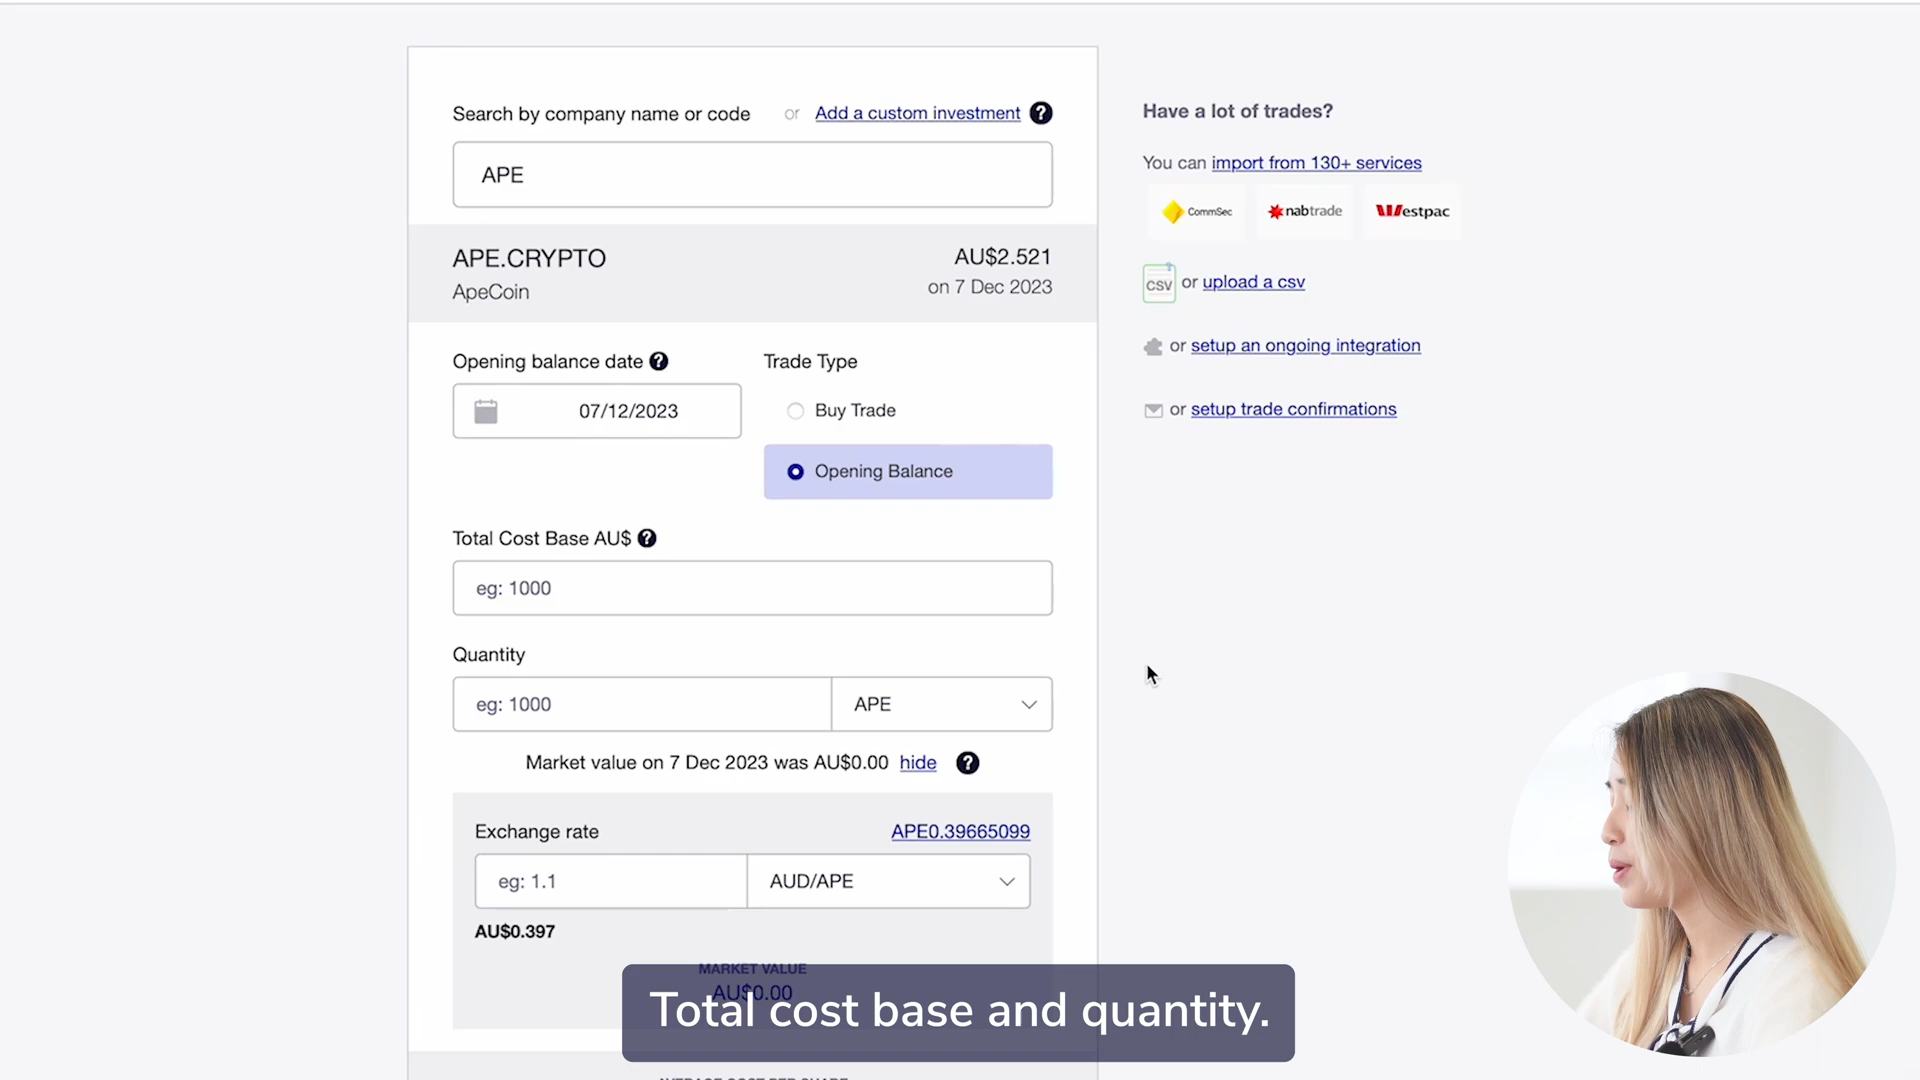 Search by company name or code or Add a custom investment ?
APE
APE.CRYPTO AU$2.521
ApeCoin on 7 Dec 2023
Opening balance date ? Trade Type
07/12/2023 Buy Trade
Opening Balance
Total Cost Base AU$ ?
eg: 1000
Quantity
eg: 1000 APE
Market value on 7 Dec 2023 was AU$0.00 hide ?
Exchange rate APE0.39665099
eg: 1.1 AUD/APE
AU$0.397
MARKET VALUE
AU$0.00
Total cost base and quantity.
AVERAGE COST PER SHARE
Have a lot of trades?
You can import from 130+ services
CommSec nabtrade Westpac
CSV or upload a csv
or setup an ongoing integration
or setup trade confirmations